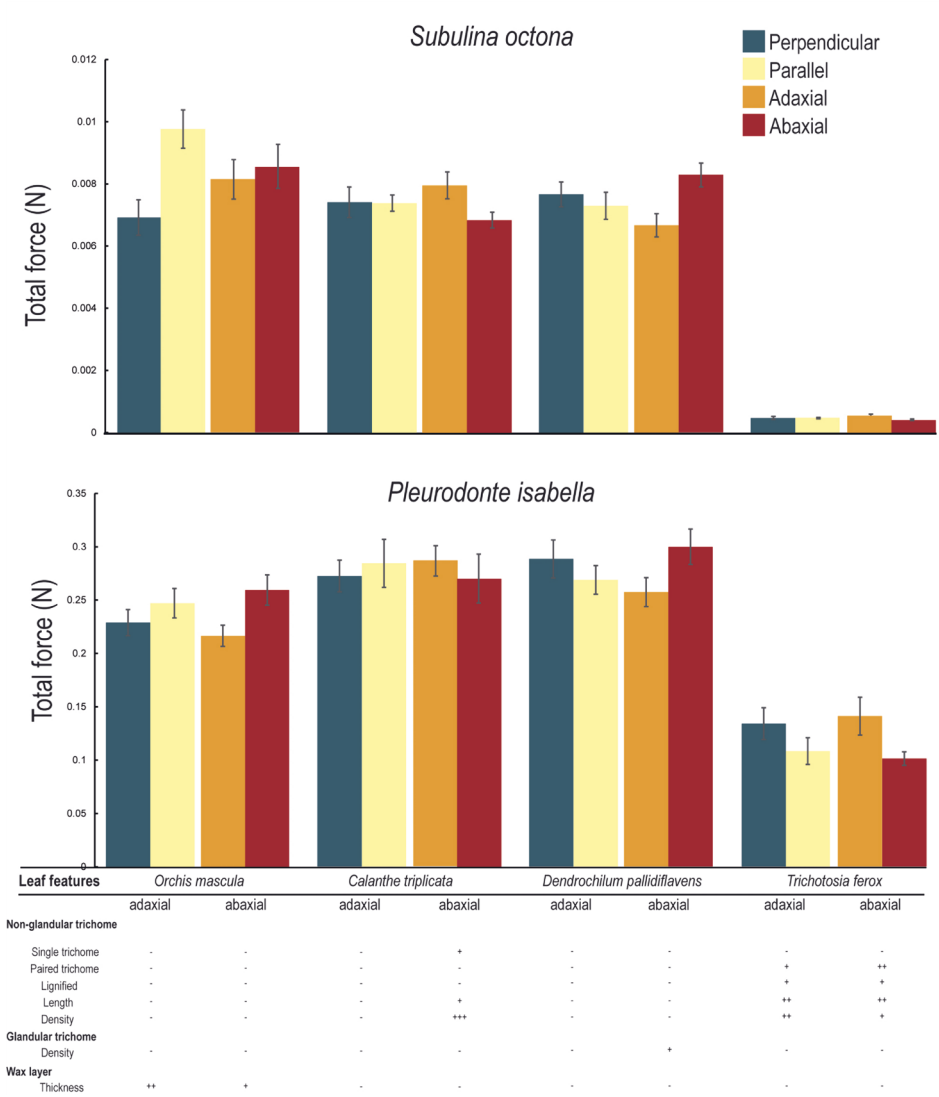 Subulina octona
Perpendicular
Parallel
Adaxial
Abaxial
Total force (N)
0.012
0.01
0.008
0.006
0.004
0.002
0
Pleurodonte isabella
Total force (N)
0.35
0.3
0.25
0.2
0.15
0.1
0.05
0
Leaf features Orchis mascula Calanthe triplicata Dendrochilum pallidiflavens Trichotosia ferox
adaxial abaxial adaxial abaxial adaxial abaxial adaxial abaxial
Non-glandular trichome
Single trichome - - - + - - - -
Paired trichome - - - - - - + ++
Lignified - - - - - - + +
Length - - - + - - ++ ++
Density - - - +++ - - ++ +
Glandular trichome
Density - - - - - + - -
Wax layer
Thickness ++ + - - - - - -